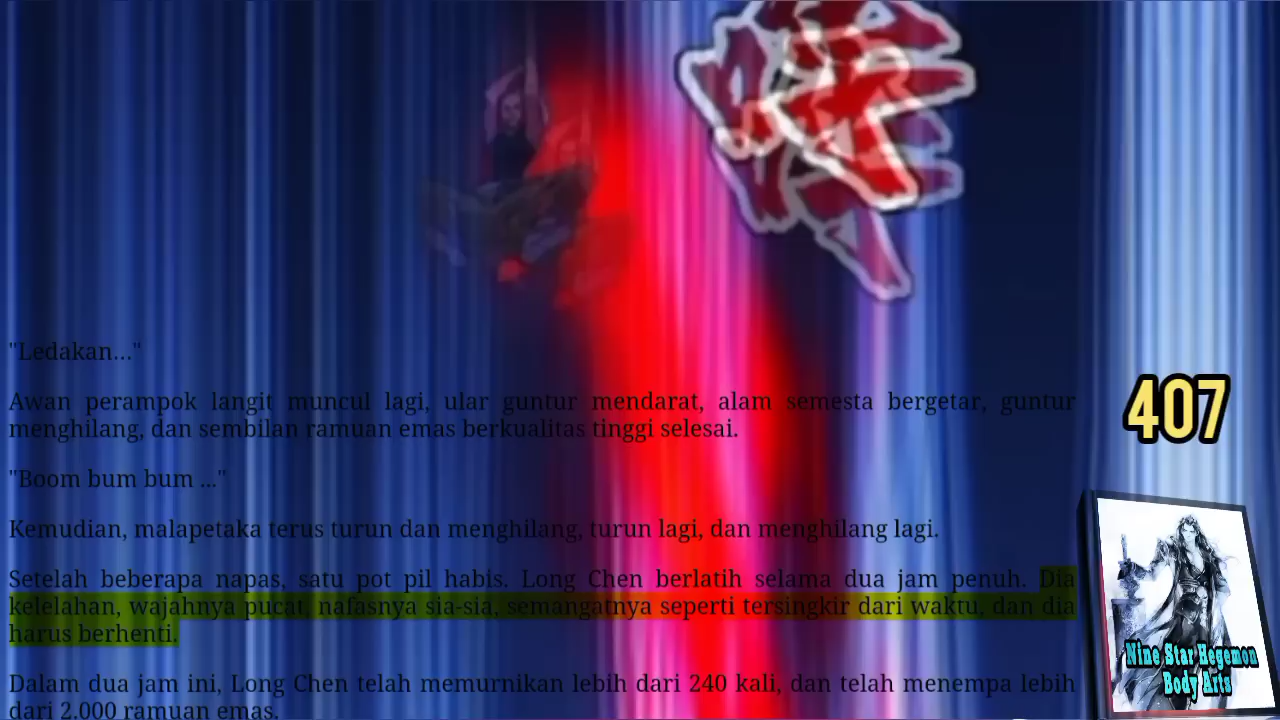 "Ledakan..."
Awan perampok langit muncul lagi, ular guntur mendarat, alam semesta bergetar, guntur
menghilang, dan sembilan ramuan emas berkualitas tinggi selesai.
"Boom bum bum ..."
Kemudian, malapetaka terus turun dan menghilang, turun lagi, dan menghilang lagi.
Setelah beberapa napas, satu pot pil habis. Long Chen berlatih selama dua jam penuh. Dia
kelelahan, wajahnya pucat, nafasnya sia-sia, semangatnya seperti tersingkir dari waktu, dan dia
harus berhenti.
Dalam dua jam ini, Long Chen telah memurnikan lebih dari 240 kali, dan telah menempa lebih
dari 2.000 ramuan emas.
407
Nine Star Hegemon
Body Arts